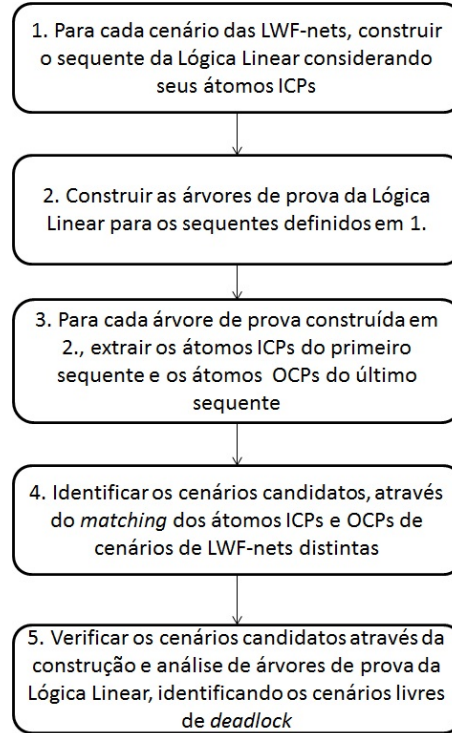 1. Para cada cenário das LWF-nets, construir
o sequente da Lógica Linear considerando
seus átomos ICPs
2. Construir as árvores de prova da Lógica
Linear para os sequentes definidos em 1.
3. Para cada árvore de prova construída em
2., extrair os átomos ICPs do primeiro
sequente e os átomos OCPs do último
sequente
4. Identificar os cenários candidatos, através
do matching dos átomos ICPs e OCPs de
cenários de LWF-nets distintas
5. Verificar os cenários candidatos através da
construção e análise de árvores de prova da
Lógica Linear, identificando os cenários livres
de deadlock